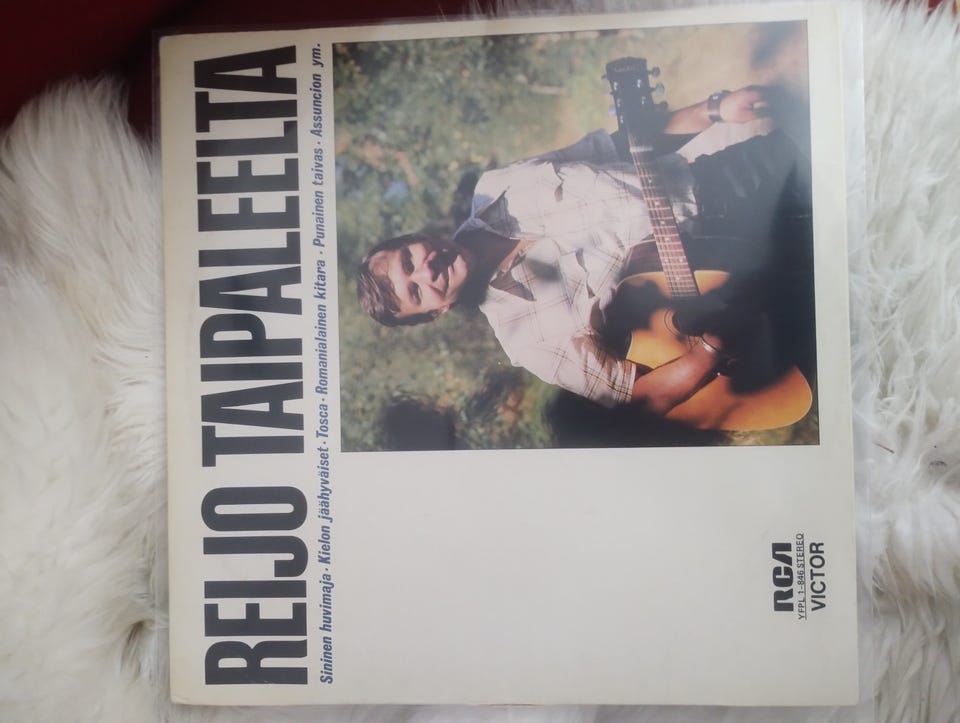 REIJO TAIPALEELTA
Sininen huvimaja · Kielon jäähyväiset · Tosca · Romanialainen kitara · Punainen taivas · Assuncion ym.
RCA
YFPL 1-846 STEREO
VICTOR